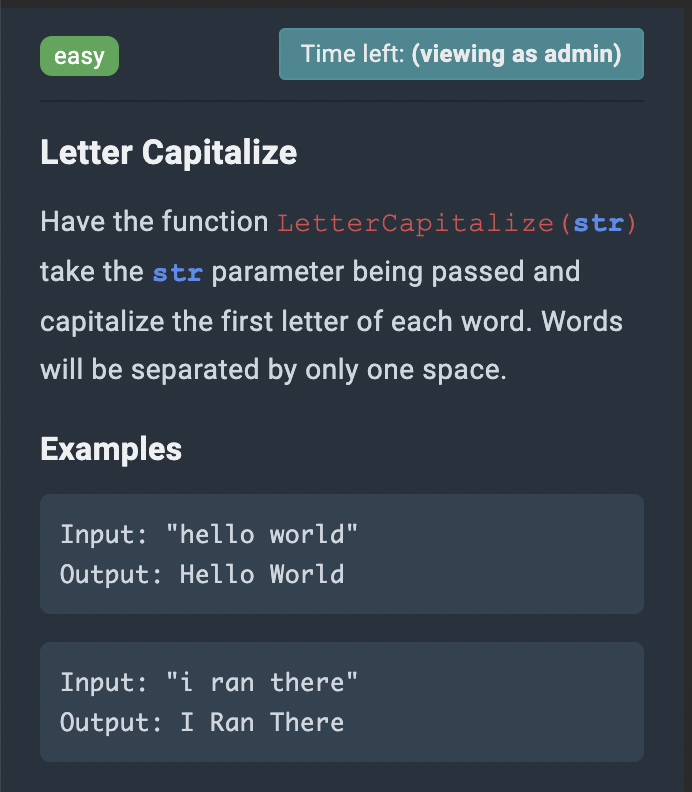 easy
Time left: (viewing as admin)
Letter Capitalize
Have the function LetterCapitalize(str)
take the str parameter being passed and
capitalize the first letter of each word. Words
will be separated by only one space.
Examples
Input: "hello world"
Output: Hello World
Input: "i ran there"
Output: I Ran There